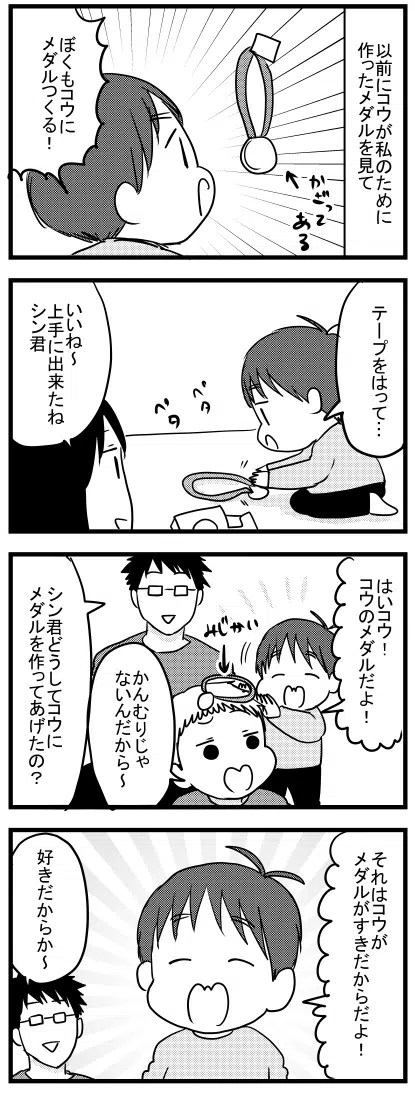 以前にコウが私のために
作ったメダルを見て
かざって
ある
ぼくもコウに
メダルつくる！
テープをはって…
ペタ
ペタ
いいね～
上手に出来たね
シン君
はいコウ！
コウのメダルだよ！
みじかい
かんむりじゃ
ないんだから～
シン君どうしてコウに
メダルを作ってあげたの？
それはコウが
メダルがすきだからだよ！
好きだからか～